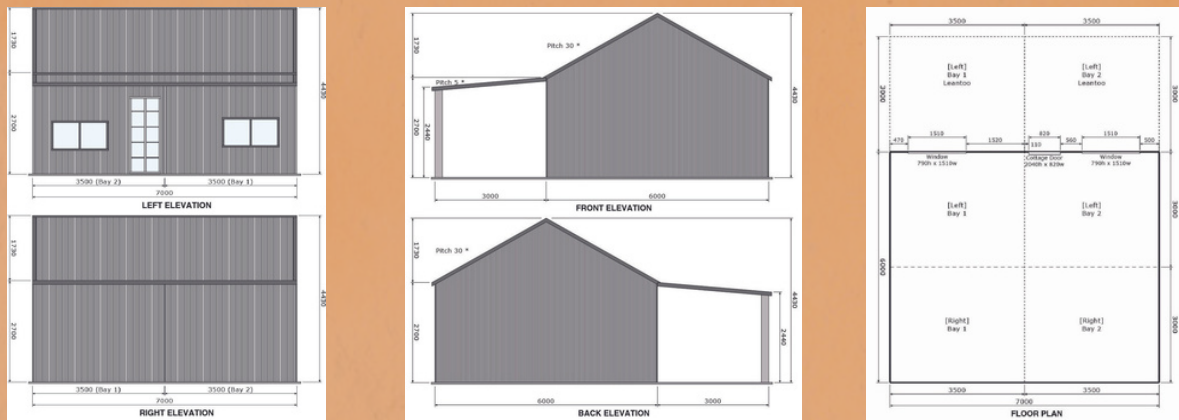 1730
2700
4430
3500 (Bay 2)
3500 (Bay 1)
7000
LEFT ELEVATION
1730
2700
4430
3500 (Bay 1)
3500 (Bay 2)
7000
RIGHT ELEVATION
1730
Pitch 30 *
Pitch 5 *
2700
2440
4430
3000
6000
FRONT ELEVATION
1730
Pitch 30 *
2700
4430
2440
6000
3000
BACK ELEVATION
3500
3500
[Left]
Bay 1
Leantoo
[Left]
Bay 2
Leantoo
3000
3000
470
1510
1520
820
560
1510
500
110
Window
790h x 1510w
Cottage Door
2040h x 820w
Window
790h x 1510w
[Left]
Bay 1
[Left]
Bay 2
6000
3000
[Right]
Bay 1
[Right]
Bay 2
3000
3500
3500
FLOOR PLAN